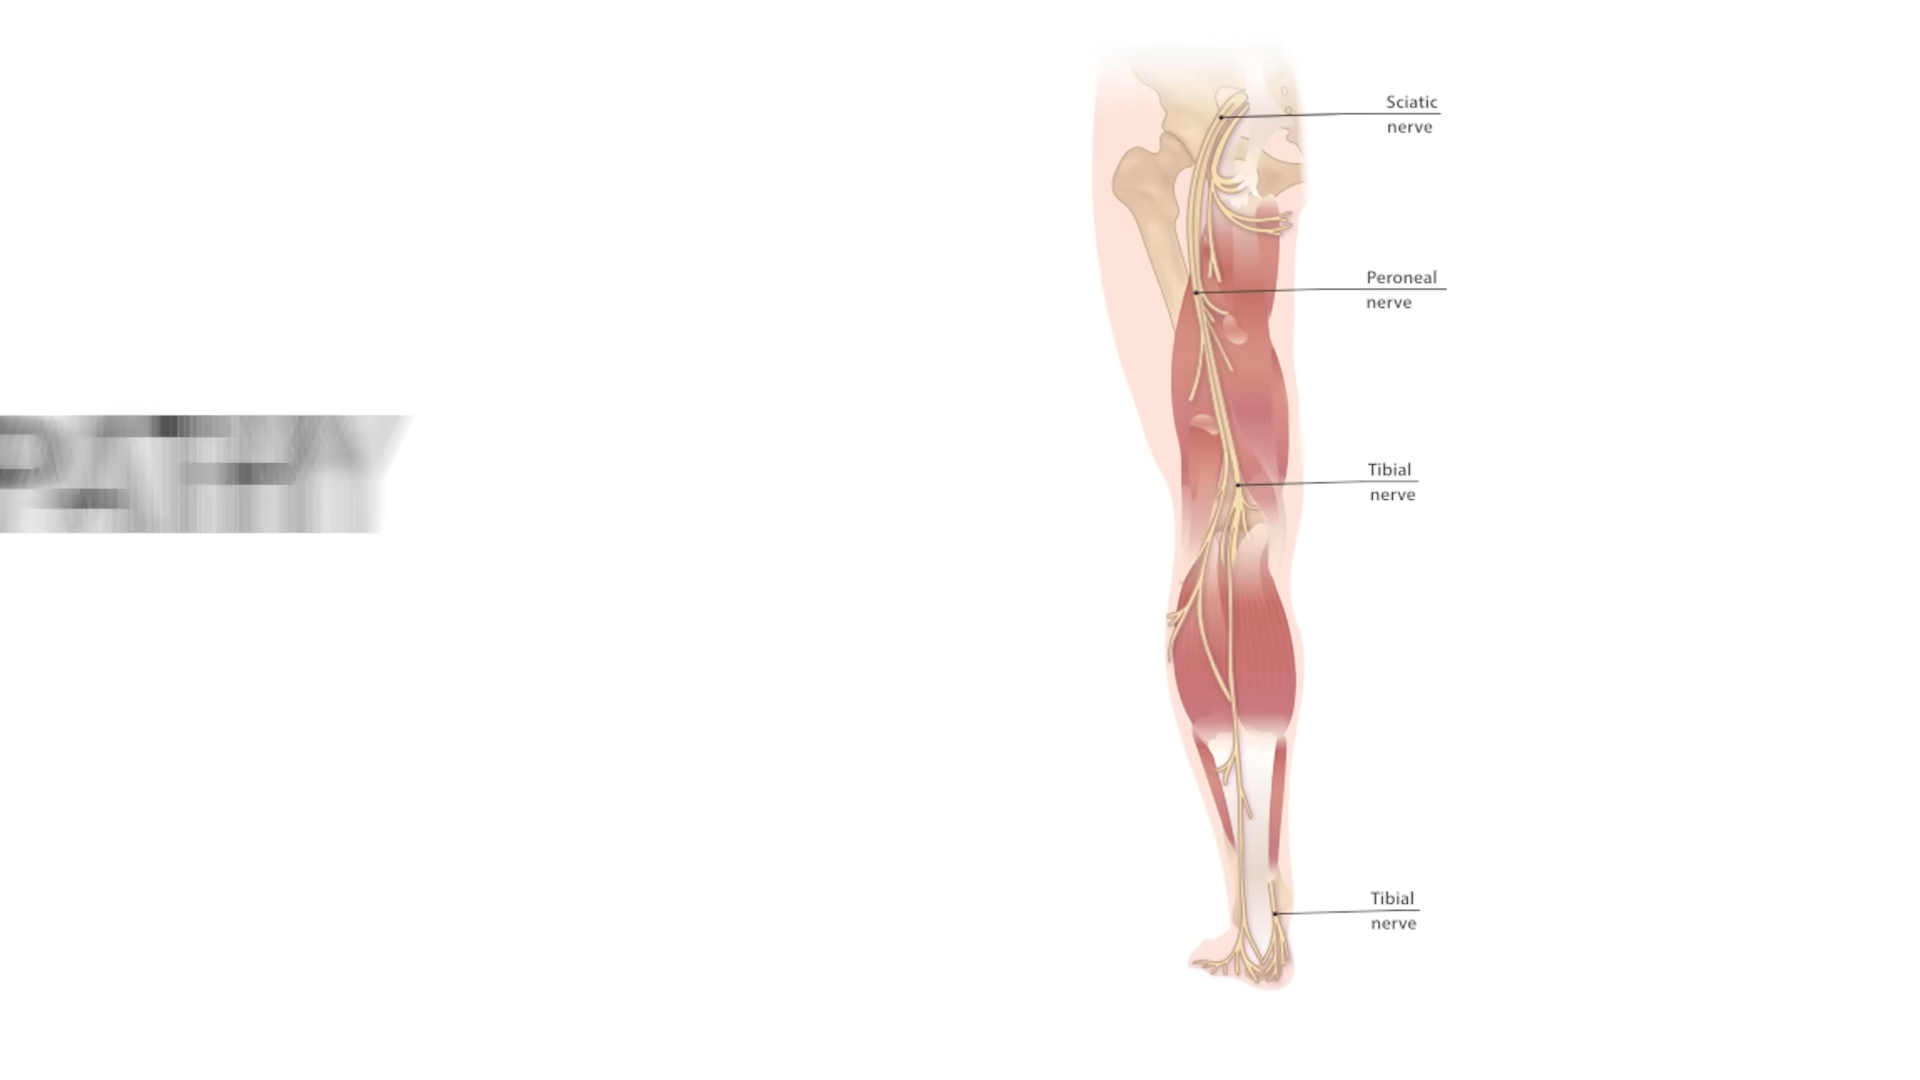 Sciatic
nerve
Peroneal
nerve
Tibial
nerve
Tibial
nerve